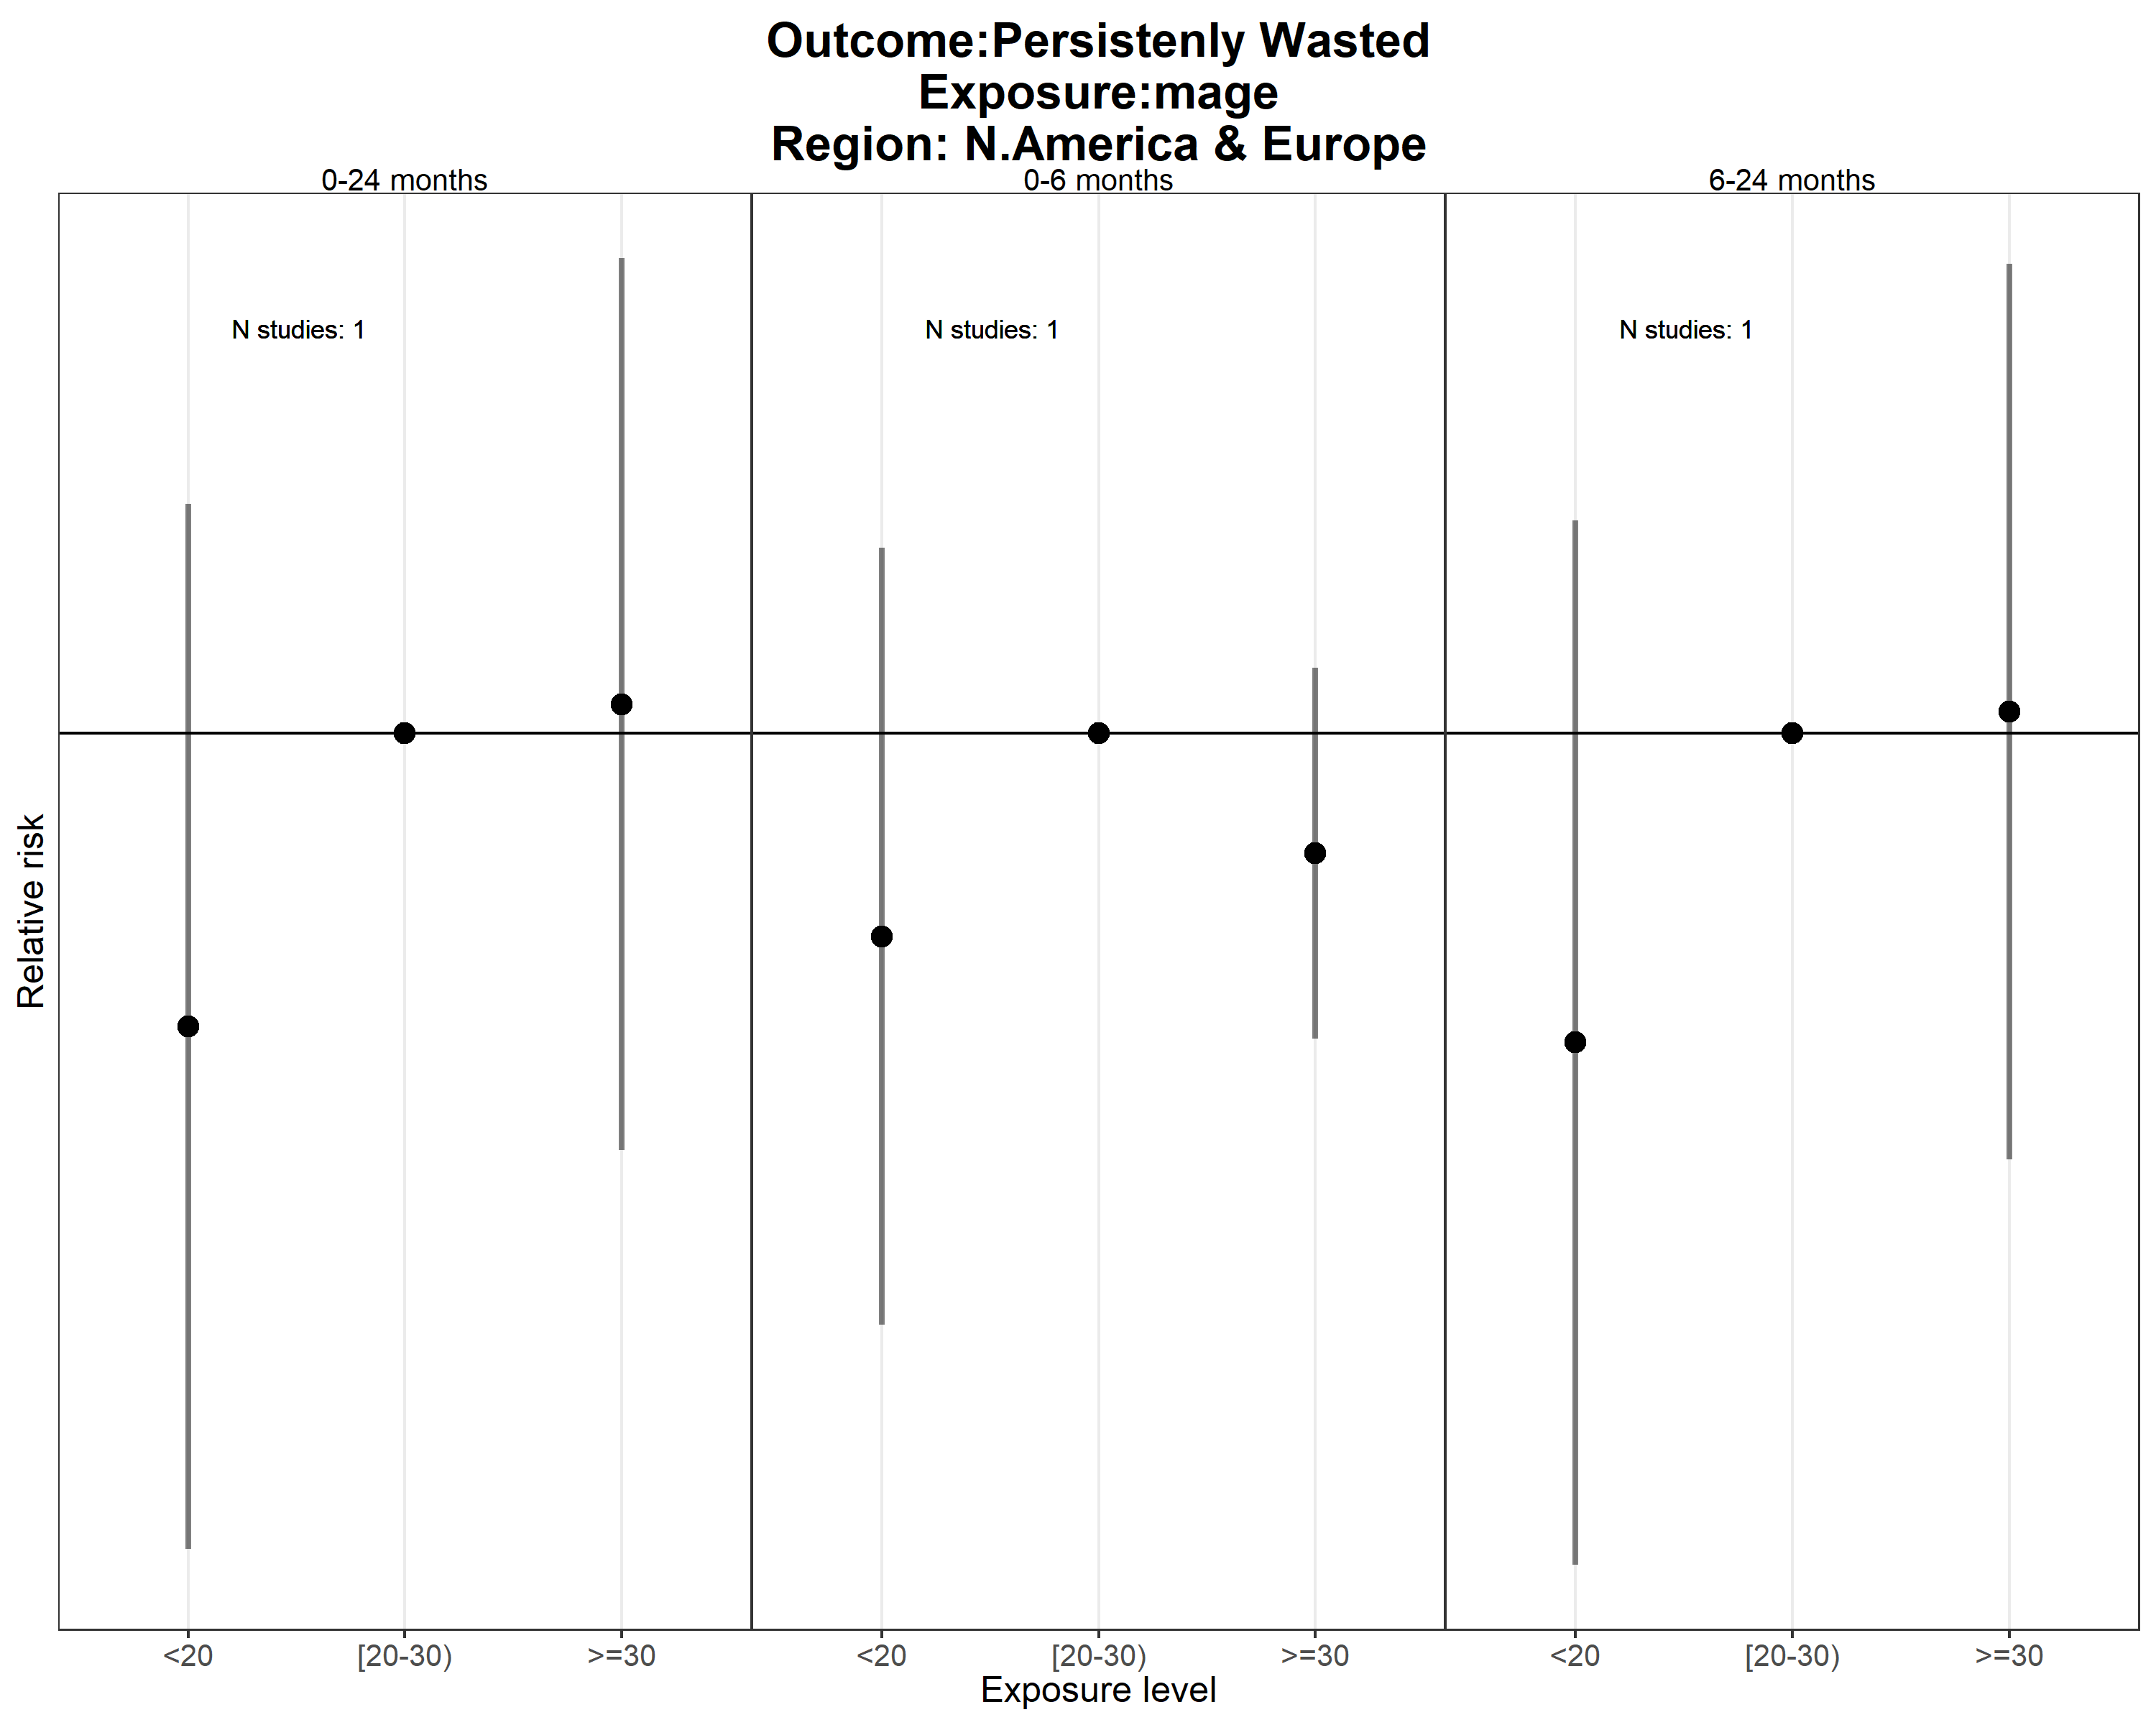 Outcome:Persistenly Wasted
Exposure:mage
Region: N.America & Europe
0-24 months
0-6 months
6-24 months
N studies: 1
N studies: 1
N studies: 1
Relative risk
<20
[20-30)
>=30
<20
[20-30)
>=30
<20
[20-30)
>=30
Exposure level